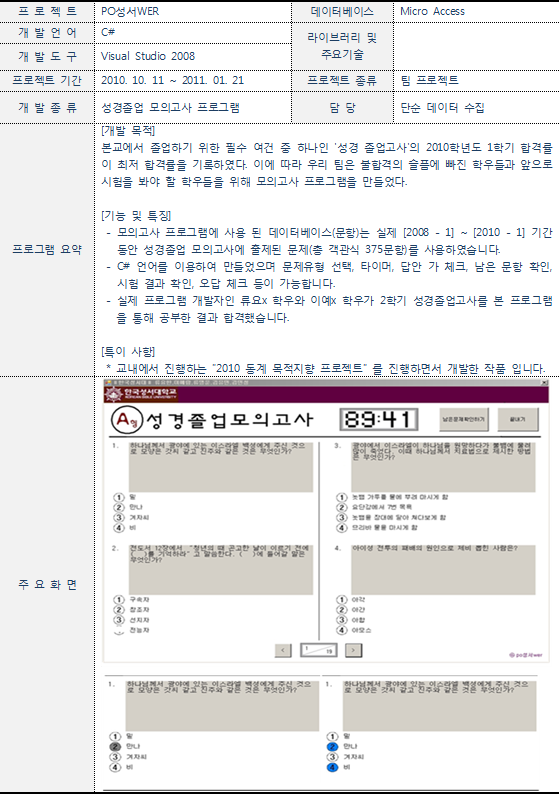 프 로 젝 트 PO성서WER 데이터베이스 Micro Access
개 발 언 어 C# 라이브러리 및
개 발 도 구 Visual Studio 2008 주요기술
프로젝트 기간 2010. 10. 11 ~ 2011. 01. 21 프로젝트 종류 팀 프로젝트
개 발 종 류 성경졸업 모의고사 프로그램 담 당 단순 데이터 수집
[개발 목적]
본교에서 졸업하기 위한 필수 여건 중 하나인 '성경 졸업고사'의 2010학년도 1학기 합격률
이 최저 합격률을 기록하였다. 이에 따라 우리 팀은 불합격의 슬픔에 빠진 학우들과 앞으로
시험을 봐야 할 학우들을 위해 모의고사 프로그램을 만들었다.
[기능 및 특징]
- 모의고사 프로그램에 사용 된 데이터베이스(문항)는 실제 [2008 - 1] ~ [2010 - 1] 기간
동안 성경졸업 모의고사에 출제된 문제(총 객관식 375문항)를 사용하였습니다.
프로그램 요약
- C# 언어를 이용하여 만들었으며 문제유형 선택, 타이머, 답안 가 체크, 남은 문항 확인,
시험 결과 확인, 오답 체크 등이 가능합니다.
- 실제 프로그램 개발자인 류요x 학우와 이예x 학우가 2학기 성경졸업고사를 본 프로그램
을 통해 공부한 결과 합격했습니다.
[특이 사항]
* 교내에서 진행하는 "2010 동계 목적지향 프로젝트" 를 진행하면서 개발한 작품 입니다.
주 요 화 면
한국성서대학교
A형 성경졸업모의고사 89:41 남은문제확인하기 끝내기
1. 하나님께서 광야에 있는 이스라엘 백성에게 주신 것으
로 모양은 깟씨 같고 진주와 같은 것은 무엇인가?
1 밀
2 만나
3 겨자씨
4 비
2. 전도서 12장에서 "청년의 때 곤고한 날이 이르기 전에
( )를 기억하라" 고 말씀한다. ( )에 들어갈 말은
무엇인가?
1 구속자
2 창조자
3 선지자
전능자
3. 광야에서 이스라엘이 하나님을 원망하다가 불뱀에 물려
많이 죽었다. 이때 하나님께서 치료법으로 제시한 방법
은 무엇인가?
1 놋뱀 가루를 물에 뿌려 마시게 함
2 요단강에서 7번 목욕
3 놋뱀을 장대에 달아 쳐다보게 함
4 쓰리비 물을 마시게 함
4. 아이성 전투의 패배의 원인으로 제비 뽑힌 사람은?
1 아각
2 아간
3 아합
4 아모스
< 1 / 19 >
po성서wer
1. 하나님께서 광야에 있는 이스라엘 백성에게 주신 것으
로 모양은 깟씨 같고 진주와 같은 것은 무엇인가?
1 밀
2 만나
3 겨자씨
4 비
1. 하나님께서 광야에 있는 이스라엘 백성에게 주신 것으
로 모양은 깟씨 같고 진주와 같은 것은 무엇인가?
1 밀
2 만나
3 겨자씨
4 비